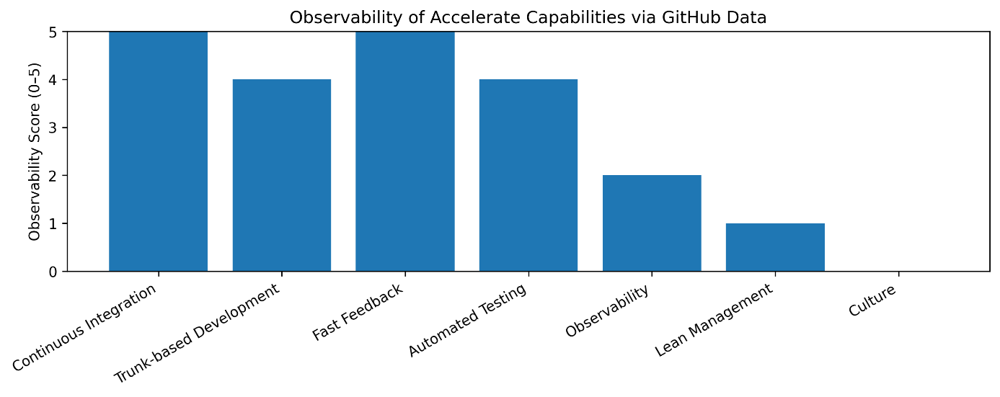 Observability of Accelerate Capabilities via GitHub Data
Observability Score (0–5)
5
4
3
2
1
0
Continuous Integration
Trunk-based Development
Fast Feedback
Automated Testing
Observability
Lean Management
Culture